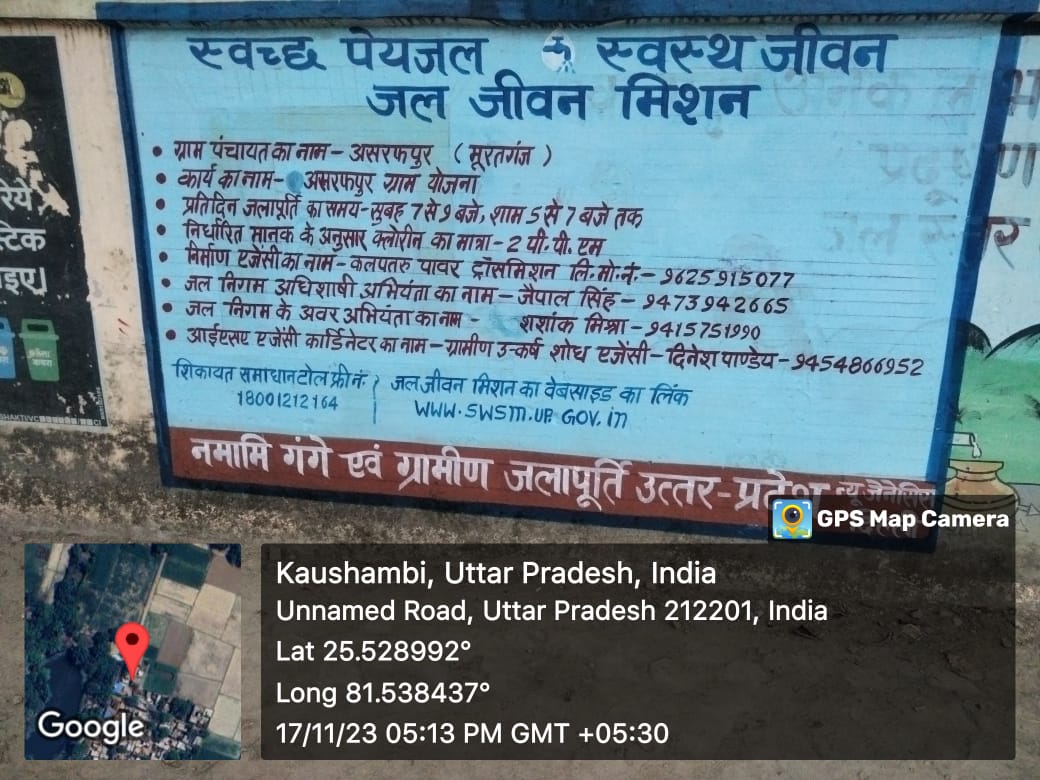 स्वच्छ पेयजल स्वस्थ जीवन
जल जीवन मिशन
• ग्राम पंचायत का नाम - असरफपुर ( मूरतगंज )
• कार्य का नाम - असरफपुर ग्राम योजना
• प्रतिदिन जलापूर्ति का समय - सुबह 7 से 9 बजे, शाम 5 से 7 बजे तक
• निर्धारित मानक के अनुसार क्लोरीन का मात्रा - 2 पी. पी. एम
• निर्माण एजेंसी का नाम - कलपतरु पावर ट्रांसमिशन लि. मो. नं. - 9625915077
• जल निगम अधिशाषी अभियंता का नाम - जैपाल सिंह - 9473942665
• जल निगम के अवर अभियंता का नाम - शशांक मिश्रा - 9415751990
• आईएसए एजेंसी कार्डिनेटर का नाम - ग्रामीण उत्कर्ष शोध एजेंसी - दिनेश पाण्डेय - 9454866952
शिकायत समाधान टोल फ्री नं.
18001212164
जल जीवन मिशन का वेबसाइड का लिंक
WWW.SWSM.UP.GOV.in
नमामि गंगे एवं ग्रामीण जलापूर्ति उत्तर-प्रदेश
रिये
स्टिक
इए।
GPS Map Camera
Kaushambi, Uttar Pradesh, India
Unnamed Road, Uttar Pradesh 212201, India
Lat 25.528992°
Long 81.538437°
17/11/23 05:13 PM GMT +05:30
Google